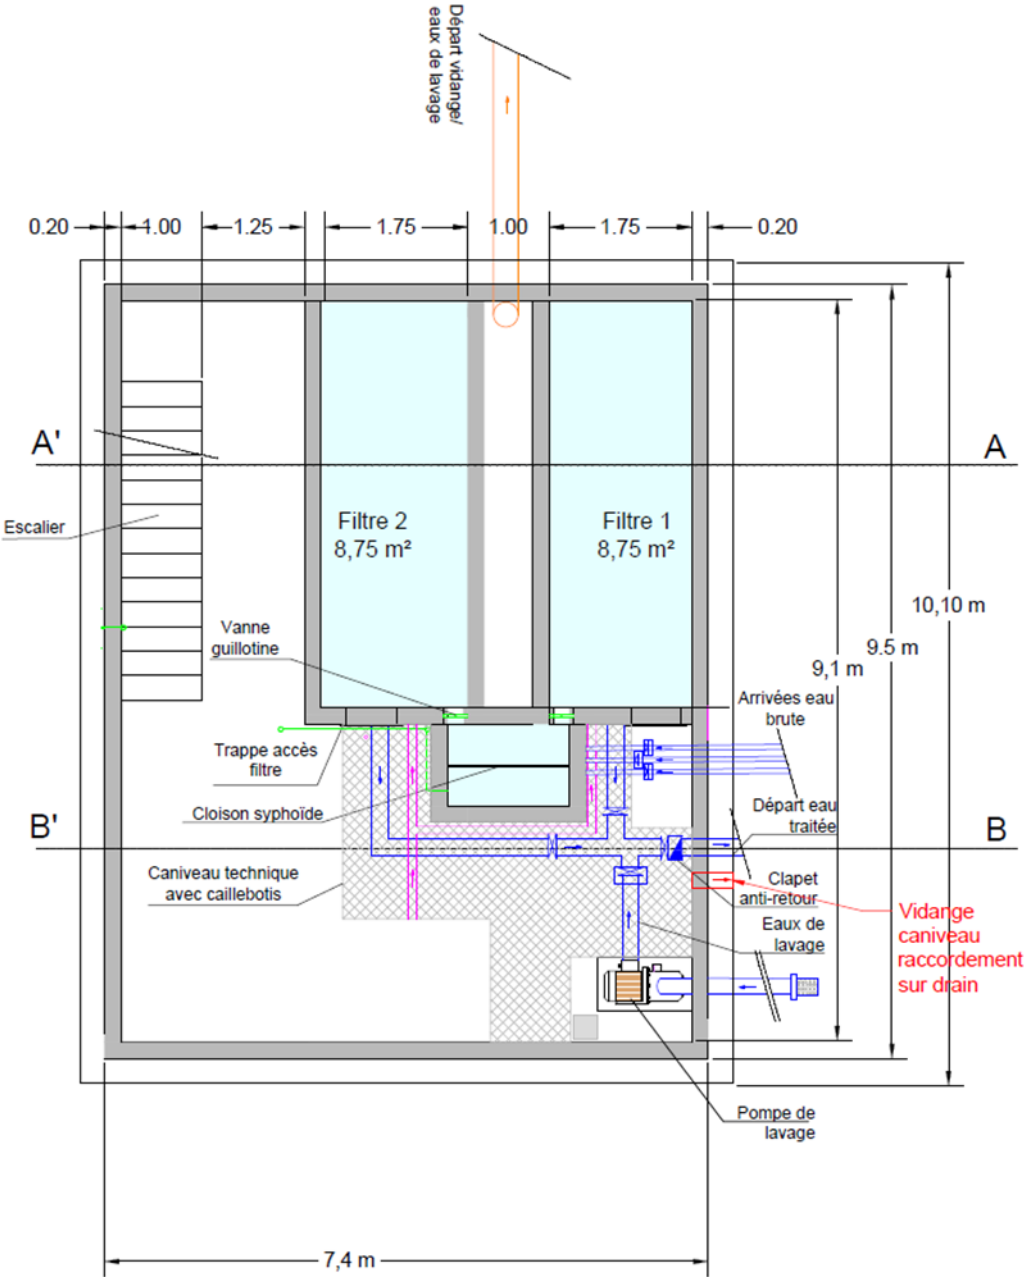 Départ vidange/
eaux de lavage
0.20
1.00
1.25
1.75
1.00
1.75
0.20
A'
A
Escalier
Filtre 2
8,75 m²
Filtre 1
8,75 m²
10,10 m
9.5 m
9,1 m
Vanne
guillotine
Arrivées eau
brute
Trappe accès
filtre
Cloison syphoïde
Départ eau
traitée
B'
B
Caniveau technique
avec caillebotis
Clapet
anti-retour
Eaux de
lavage
Vidange
caniveau
raccordement
sur drain
Pompe de
lavage
7,4 m